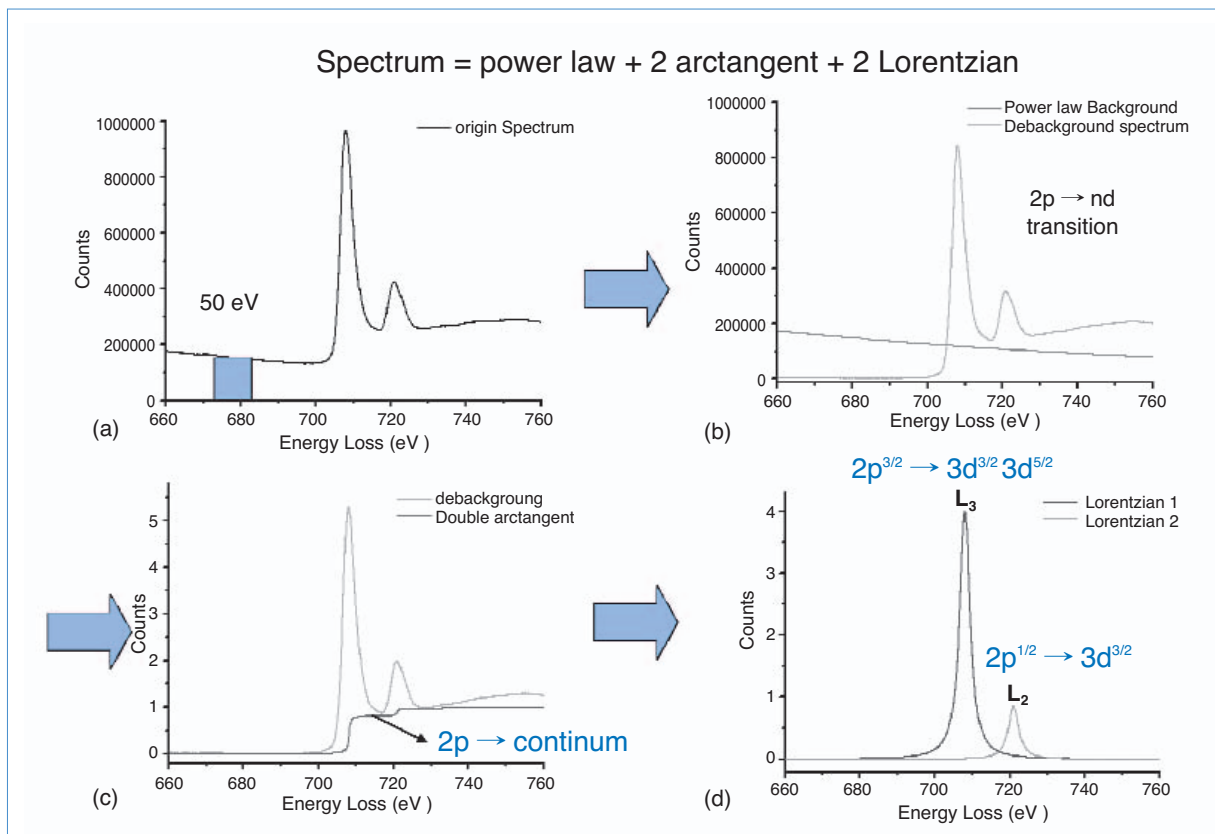 Spectrum = power law + 2 arctangent + 2 Lorentzian
1000000
800000
600000
400000
200000
0
Counts
origin Spectrum
50 eV
660 680 700 720 740 760
Energy Loss (eV )
(a)
1000000
800000
600000
400000
200000
0
Counts
Power law Background
Debackground spectrum
2p → nd
transition
660 680 700 720 740 760
Energy Loss (eV )
(b)
5
4
3
2
1
0
Counts
debackgroung
Double arctangent
2p → continum
660 680 700 720 740 760
Energy Loss (eV )
(c)
2p3/2 → 3d3/2 3d5/2
4
3
2
1
0
Counts
L3
Lorentzian 1
Lorentzian 2
2p1/2 → 3d3/2
L2
660 680 700 720 740 760
Energy Loss (eV )
(d)